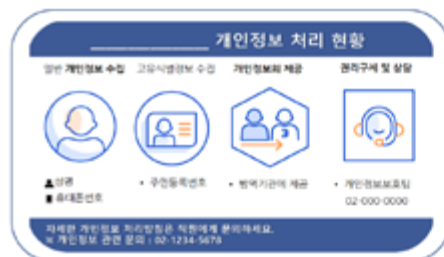 ____________ 개인정보 처리 현황
일반 개인정보 수집
고유식별정보 수집
개인정보의 제공
권리구제 및 상담
성명
휴대폰번호
• 주민등록번호
• 방역기관에 제공
• 개인정보보호팀
02-000-0000
자세한 개인정보 처리방침은 직원에게 문의하세요.
※ 개인정보 관련 문의 : 02-1234-5678